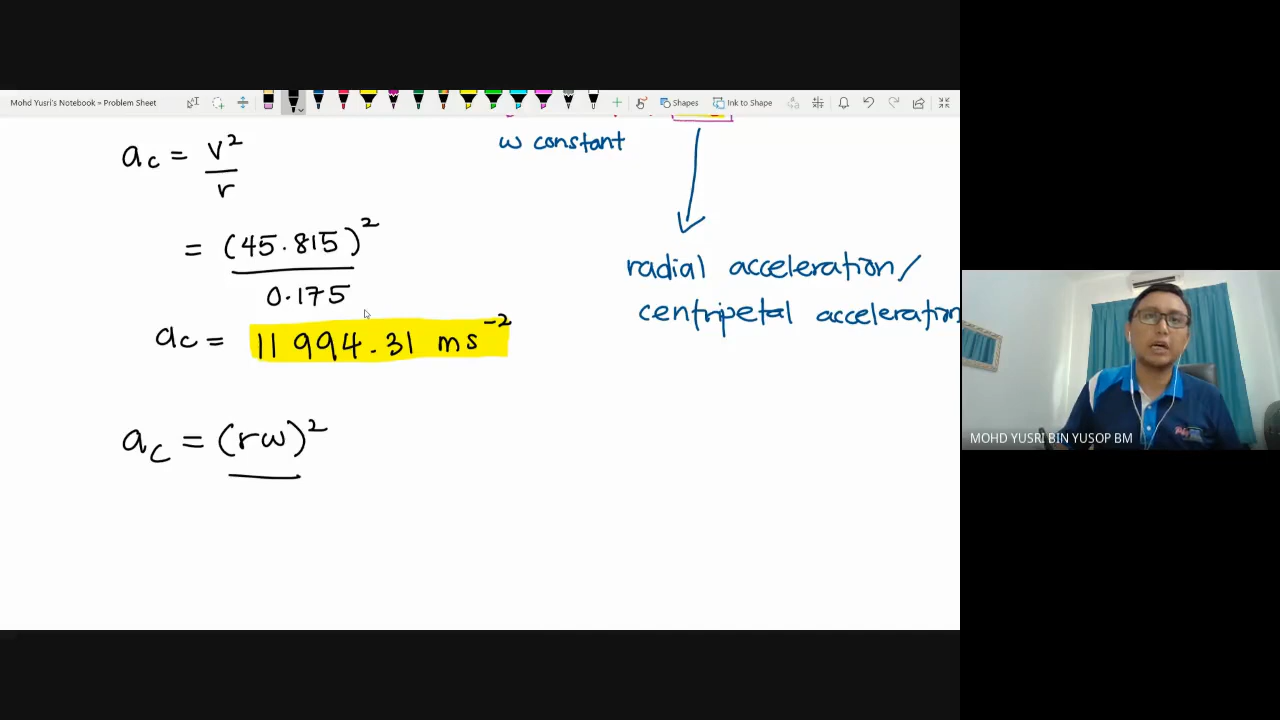 Mohd Yusri's Notebook = Problem Sheet
Shapes
Ink to Shape
ω constant
a_c = v²
r
= (45.815)²
0.175
a_c = 11 994.31 ms⁻²
a_c = (rω)²
radial acceleration/
centripetal acceleration
MOHD YUSRI BIN YUSOP BM